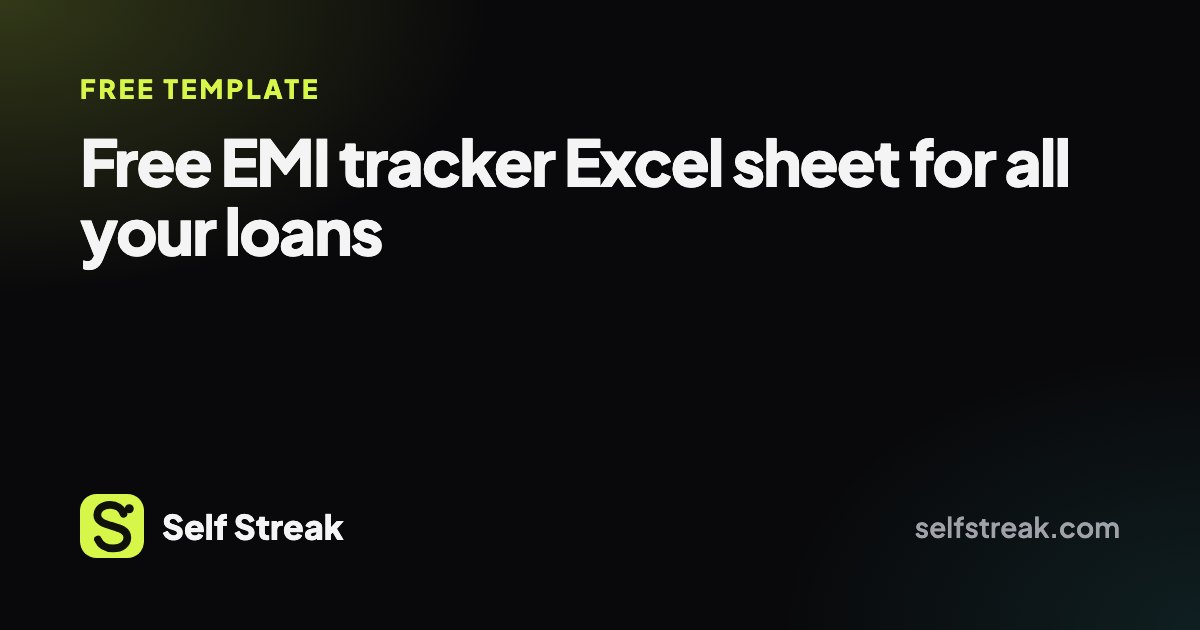 FREE TEMPLATE
Free EMI tracker Excel sheet for all
your loans
Self Streak
selfstreak.com